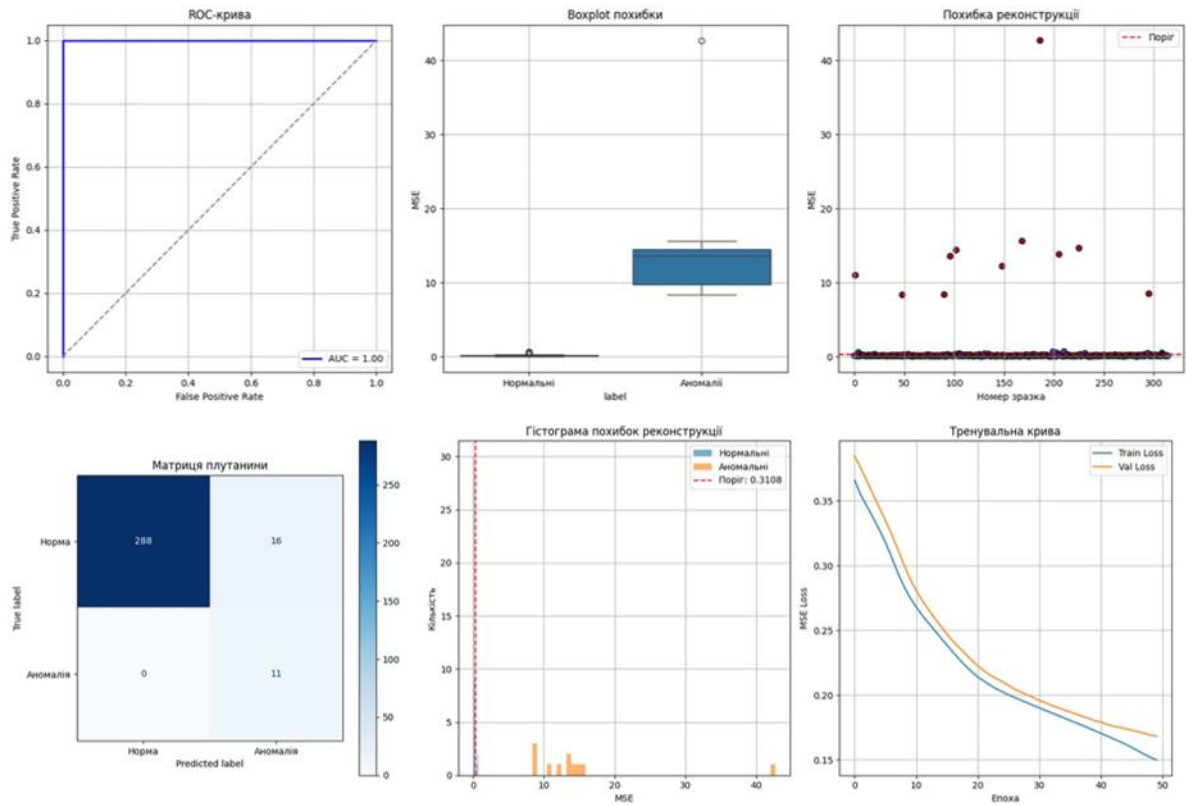 ROC-крива
True Positive Rate
1.0
0.8
0.6
0.4
0.2
0.0
AUC = 1.00
0.0 0.2 0.4 0.6 0.8 1.0
False Positive Rate
Boxplot похибки
MSE
40
30
20
10
0
Нормальні Аномалії
label
Похибка реконструкції
Поріг
MSE
40
30
20
10
0
0 50 100 150 200 250 300
Номер зразка
Матриця плутанини
True label
Норма
288 16
Аномалія
0 11
Норма Аномалія
Predicted label
250
200
150
100
50
0
Гістограма похибок реконструкції
Нормальні
Аномальні
Поріг: 0.3108
Кількість
30
25
20
15
10
5
0
0 10 20 30 40
MSE
Тренувальна крива
Train Loss
Val Loss
MSE Loss
0.35
0.30
0.25
0.20
0.15
0 10 20 30 40 50
Епоха